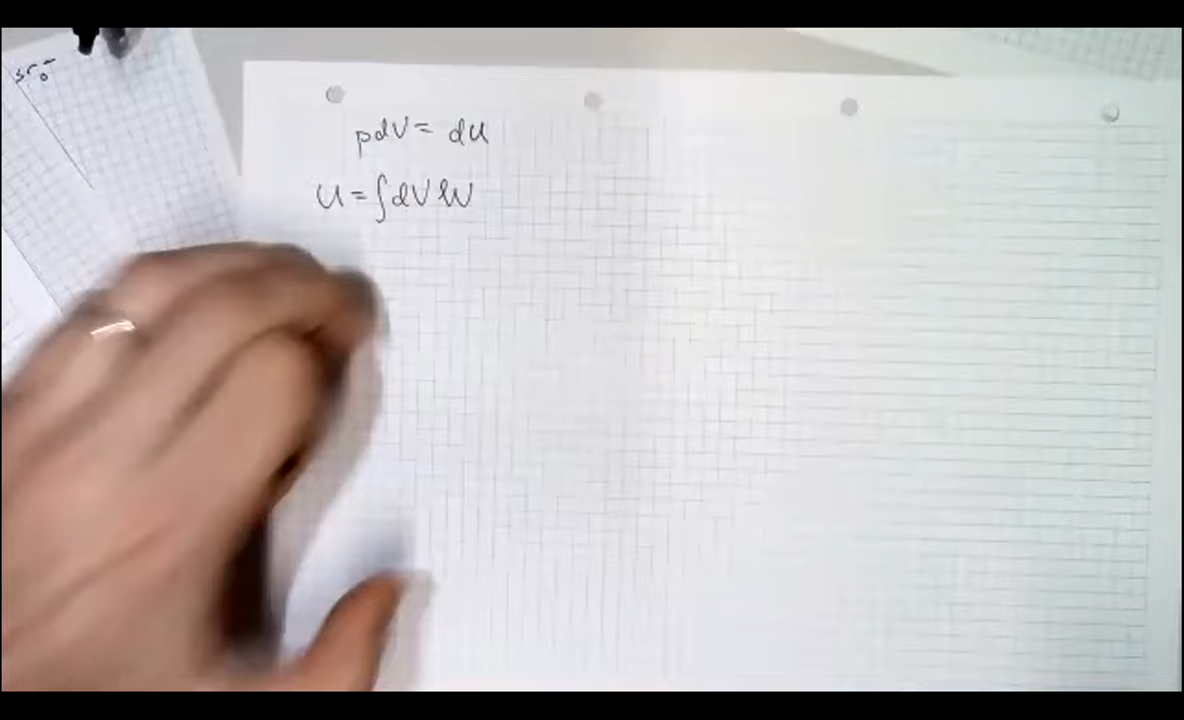 pdV = dU
U = ∫dV w